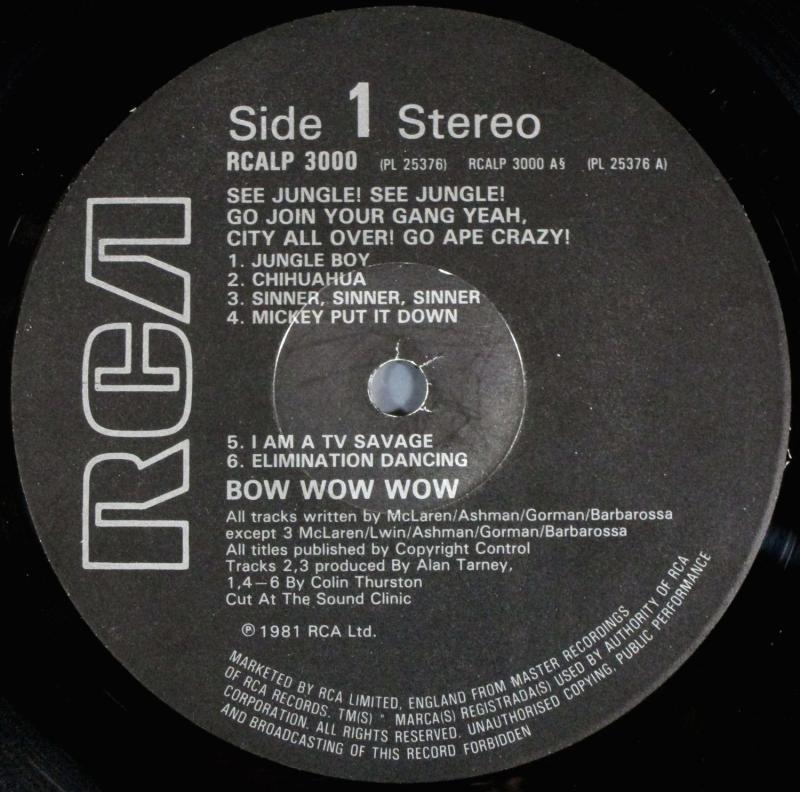 Side 1 Stereo
RCALP 3000 (PL 25376) RCALP 3000 A§ (PL 25376 A)
SEE JUNGLE! SEE JUNGLE!
GO JOIN YOUR GANG YEAH,
CITY ALL OVER! GO APE CRAZY!
1. JUNGLE BOY
2. CHIHUAHUA
3. SINNER, SINNER, SINNER
4. MICKEY PUT IT DOWN
RCA
5. I AM A TV SAVAGE
6. ELIMINATION DANCING
BOW WOW WOW
All tracks written by McLaren/Ashman/Gorman/Barbarossa
except 3 McLaren/Lwin/Ashman/Gorman/Barbarossa
All titles published by Copyright Control
Tracks 2,3 produced By Alan Tarney,
1,4–6 By Colin Thurston
Cut At The Sound Clinic
℗ 1981 RCA Ltd.
MARKETED BY RCA LIMITED, ENGLAND FROM MASTER RECORDINGS
OF RCA RECORDS. TM(S) * MARCA(S) REGISTRADA(S) USED BY AUTHORITY OF RCA
CORPORATION. ALL RIGHTS RESERVED. UNAUTHORISED COPYING, PUBLIC PERFORMANCE
AND BROADCASTING OF THIS RECORD FORBIDDEN